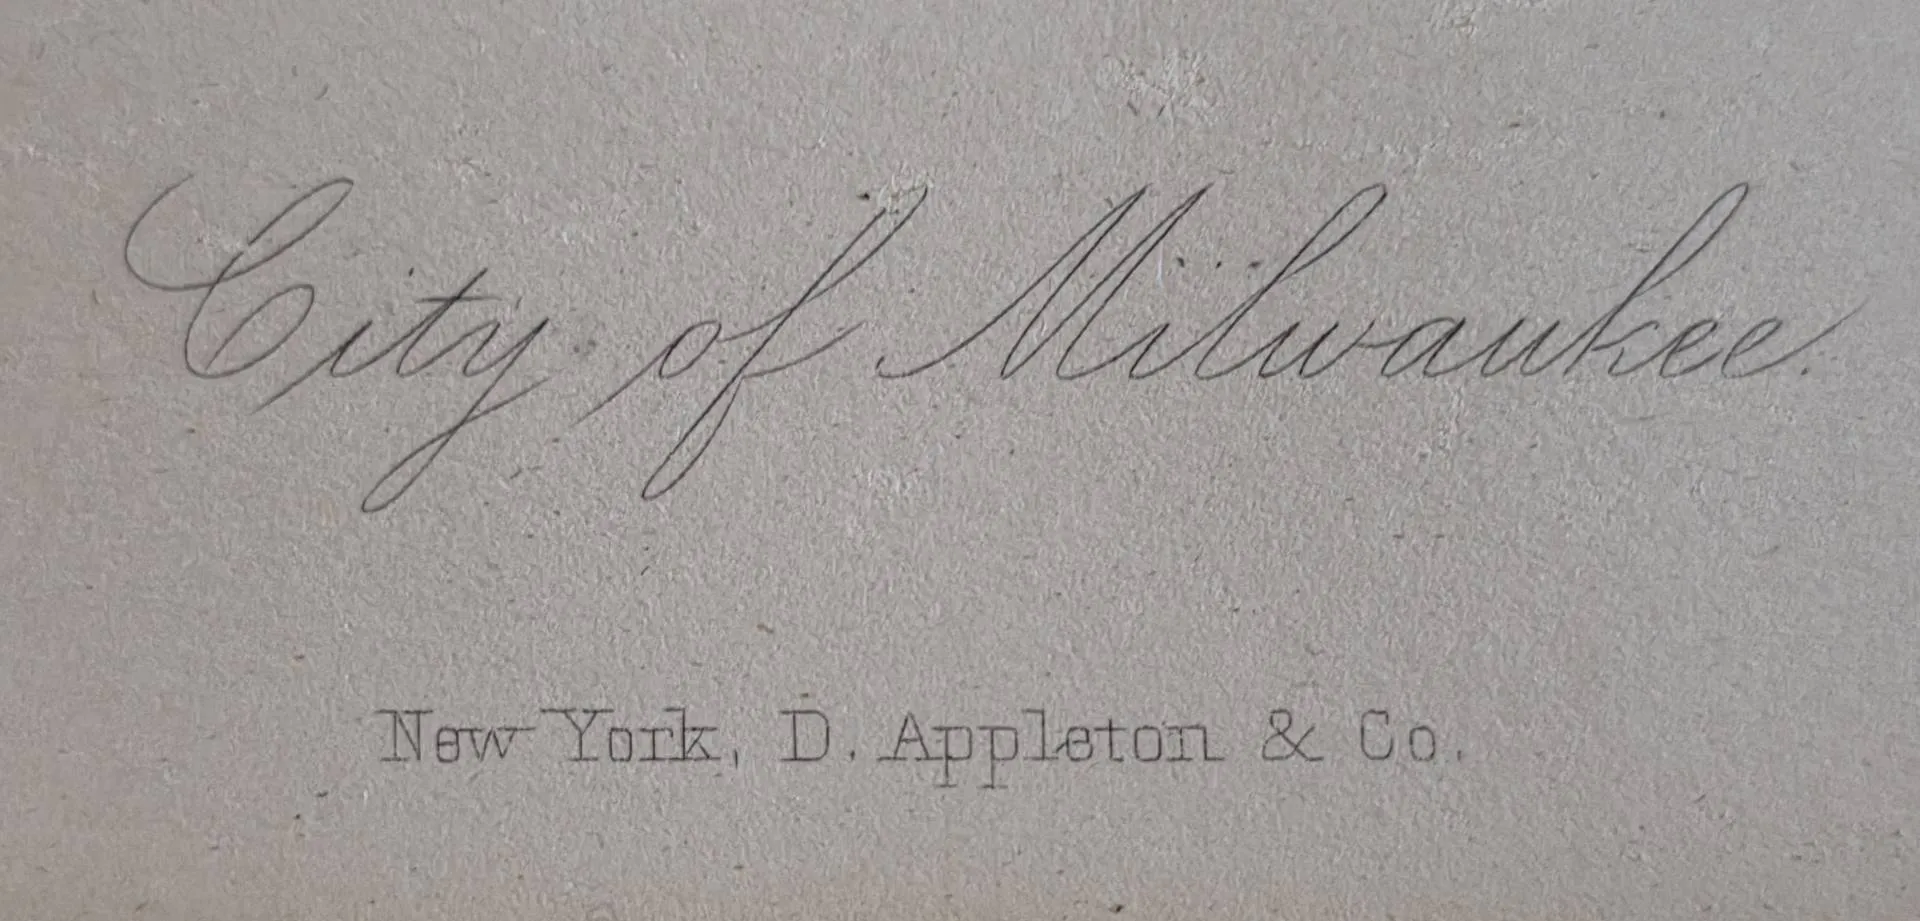 City of Milwaukee.
New York, D. Appleton & Co.